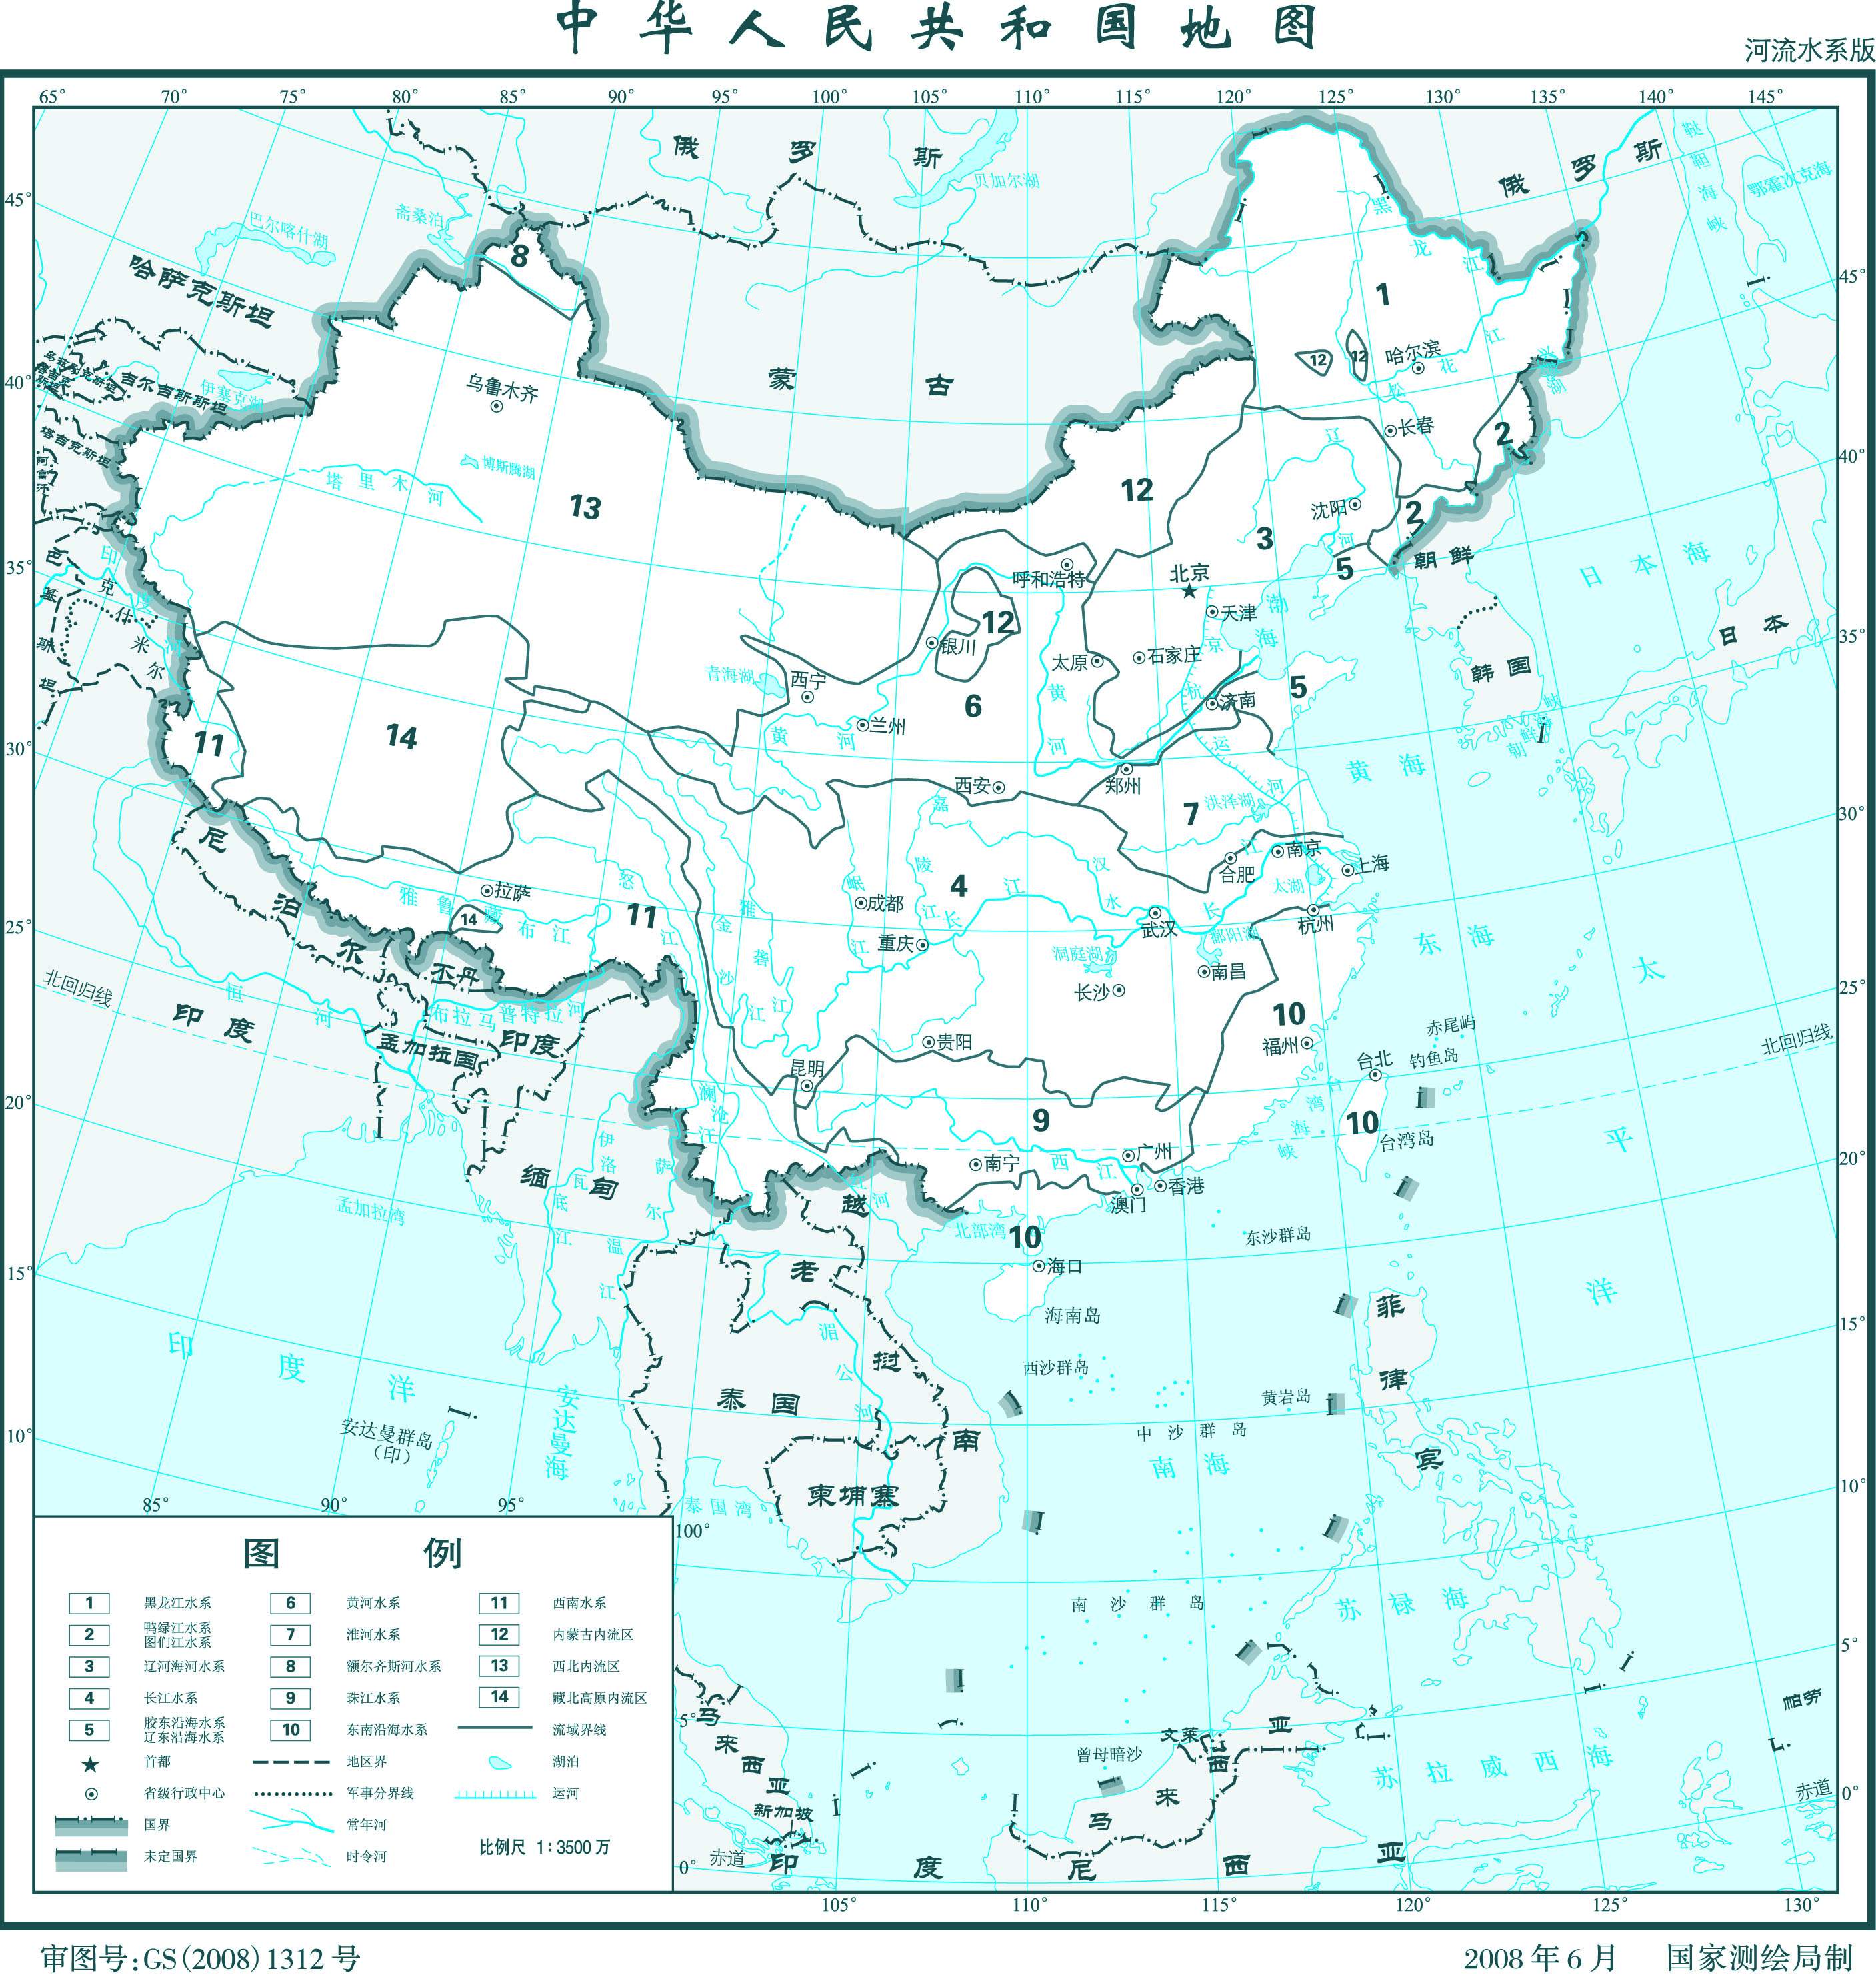 中华人民共和国地图
河流水系版
65° 70° 75° 80° 85° 90° 95° 100° 105° 110° 115° 120° 125° 130° 135° 140° 145°
俄罗斯
贝加尔湖
俄罗斯
鞑靼海峡
鄂霍次克海
45°
巴尔喀什湖
斋桑泊
8
黑龙江
45°
哈萨克斯坦
1
蒙古
12
12
哈尔滨
松花江
兴凯湖
40°
乌兹别克斯坦
吉尔吉斯斯坦
伊塞克湖
乌鲁木齐
长春
2
40°
塔吉克斯坦
阿富汗
塔里木河
博斯腾湖
13
12
辽河
沈阳
2
3
5
朝鲜
日本海
35°
巴基斯坦
克什米尔
印度河
呼和浩特
北京
天津
渤海
12
银川
太原
石家庄
35°
日本
韩国
青海湖
西宁
6
黄河
京杭运河
济南
5
兰州
黄河
朝鲜海峡
30°
11
14
西安
郑州
黄海
嘉陵江
7
洪泽湖
30°
尼泊尔
江
南京
合肥
上海
太湖
拉萨
雅鲁藏布江
14
怒江
11
金沙江
雅砻江
岷江
成都
4
长江
汉水
武汉
长
杭州
重庆
洞庭湖
鄱阳湖
东海
25°
不丹
长沙
南昌
太平洋
25°
北回归线
印度
恒河
布拉马普特拉河
孟加拉国
印度
贵阳
10
福州
赤尾屿
钓鱼岛
台北
北回归线
昆明
澜沧江
9
台湾海峡
10
台湾岛
20°
伊洛瓦底江
萨尔温江
缅甸
孟加拉湾
南宁
西江
广州
澳门
香港
20°
红河
越南
北部湾
10
东沙群岛
海口
15°
老挝
海南岛
菲律宾
印度洋
湄公河
西沙群岛
黄岩岛
15°
泰国
中沙群岛
南海
安达曼群岛
(印)
安达曼海
10°
柬埔寨
泰国湾
10°
85° 90° 95°
100°
南沙群岛
苏禄海
5°
5°
马来西亚
文莱
曾母暗沙
马来西亚
苏拉威西海
帕劳
新加坡
赤道
0°
赤道
0°
印度尼西亚
图例
1 黑龙江水系
2 鸭绿江水系
图们江水系
3 辽河海河水系
4 长江水系
5 胶东沿海水系
辽东沿海水系
首都
省级行政中心
国界
未定国界
6 黄河水系
7 淮河水系
8 额尔齐斯河水系
9 珠江水系
10 东南沿海水系
地区界
军事分界线
常年河
时令河
11 西南水系
12 内蒙古内流区
13 西北内流区
14 藏北高原内流区
流域界线
湖泊
运河
比例尺 1:3500万
105° 110° 115° 120° 125° 130°
审图号:GS(2008)1312号
2008年6月 国家测绘局制